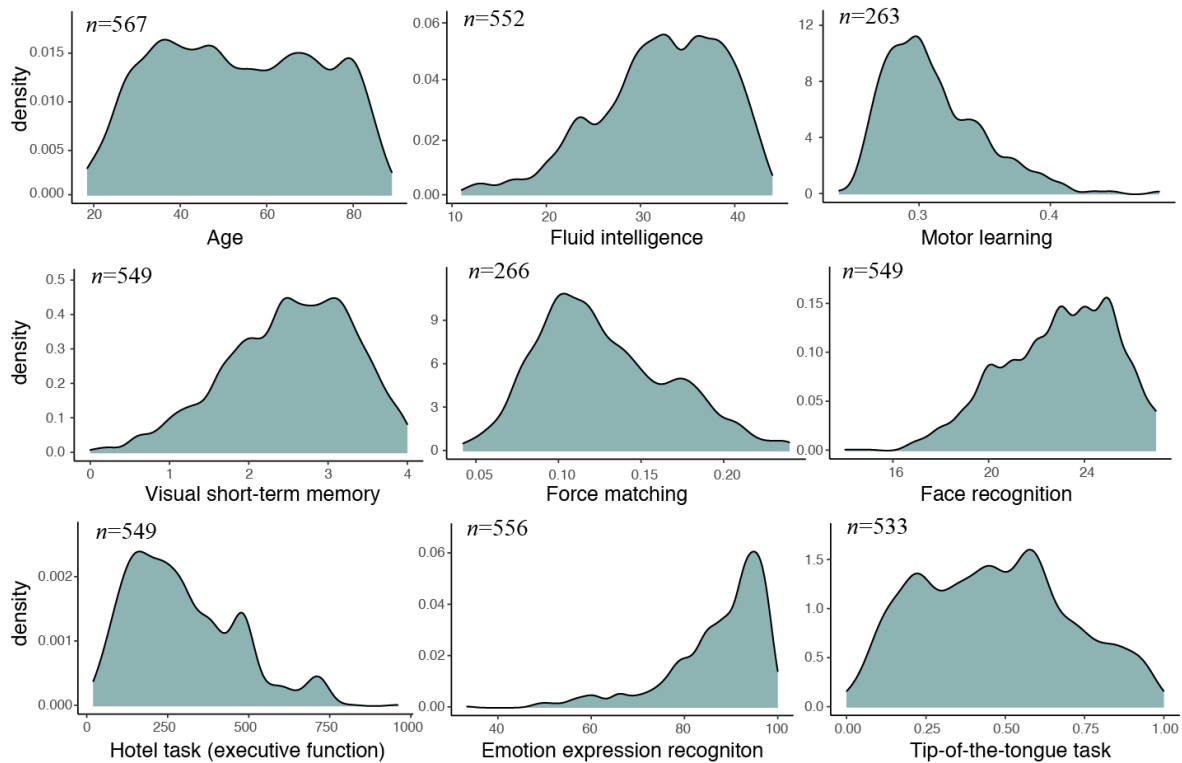 n=567
n=552
n=263
density
0.015
0.010
0.005
0.000
20 40 60 80
Age
0.06
0.04
0.02
0.00
10 20 30 40
Fluid intelligence
12
8
4
0
0.3 0.4
Motor learning
n=549
n=266
n=549
density
0.5
0.4
0.3
0.2
0.1
0.0
0 1 2 3 4
Visual short-term memory
9
6
3
0
0.05 0.10 0.15 0.20
Force matching
0.15
0.10
0.05
0.00
16 20 24
Face recognition
n=549
n=556
n=533
density
0.002
0.001
0.000
0 250 500 750 1000
Hotel task (executive function)
0.06
0.04
0.02
0.00
40 60 80 100
Emotion expression recogniton
1.5
1.0
0.5
0.0
0.00 0.25 0.50 0.75 1.00
Tip-of-the-tongue task